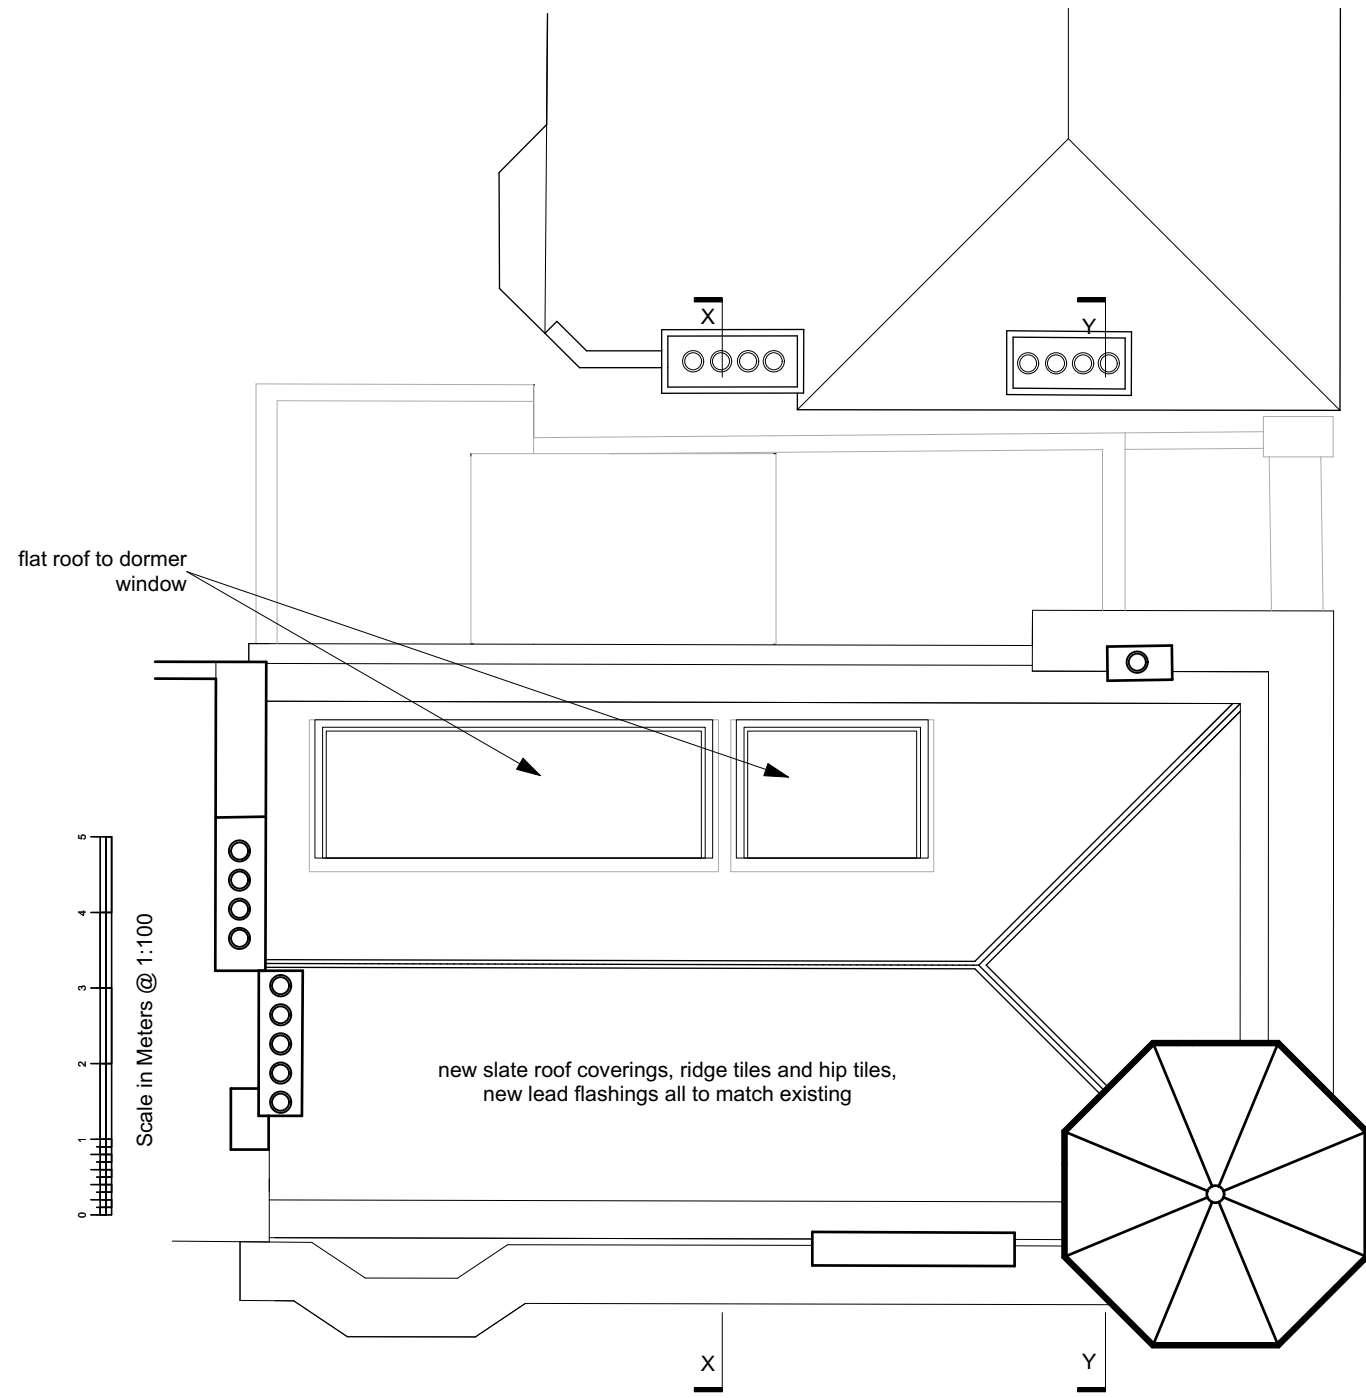 X
Y
flat roof to dormer
window
5
4
3
2
1
0
Scale in Meters @ 1:100
new slate roof coverings, ridge tiles and hip tiles,
new lead flashings all to match existing
X
Y